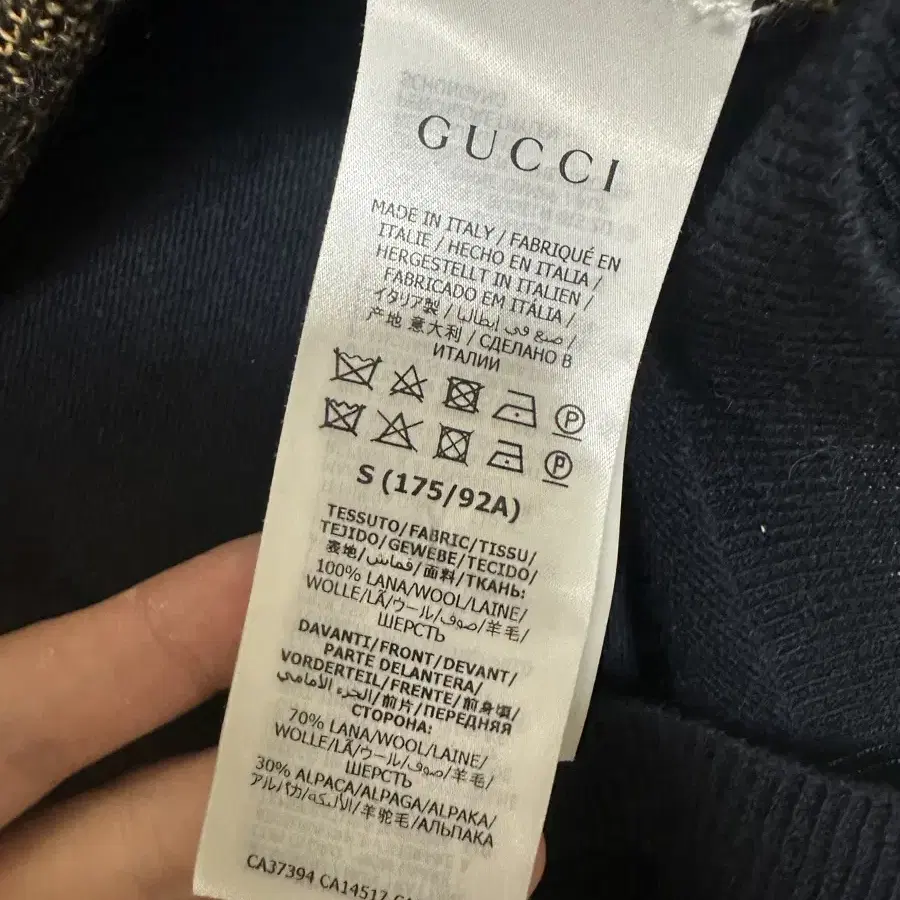 GUCCI
MADE IN ITALY / FABRIQUÉ EN
ITALIE / HECHO EN ITALIA /
HERGESTELLT IN ITALIEN /
FABRICADO EM ITÁLIA /
イタリア製 / صنع في إيطاليا /
产地 意大利 / СДЕЛАНО В
ИТАЛИИ
P
P
S (175/92A)
TESSUTO/FABRIC/TISSU/
TEJIDO/GEWEBE/TECIDO/
表地/قماش/面料/ТКАНЬ:
100% LANA/WOOL/LAINE/
WOLLE/LÃ/ウール/صوف/羊毛/
ШЕРСТЬ
DAVANTI/FRONT/DEVANT/
PARTE DELANTERA/
VORDERTEIL/FRENTE/前身頃/
الجزء الأمامي/前片/ПЕРЕДНЯЯ
СТОРОНА:
70% LANA/WOOL/LAINE/
WOLLE/LÃ/ウール/صوف/羊毛/
ШЕРСТЬ
30% ALPACA/ALPAGA/ALPAKA/
アルパカ/الألبكة/羊驼毛/АЛЬПАКА
CA37394 CA14517